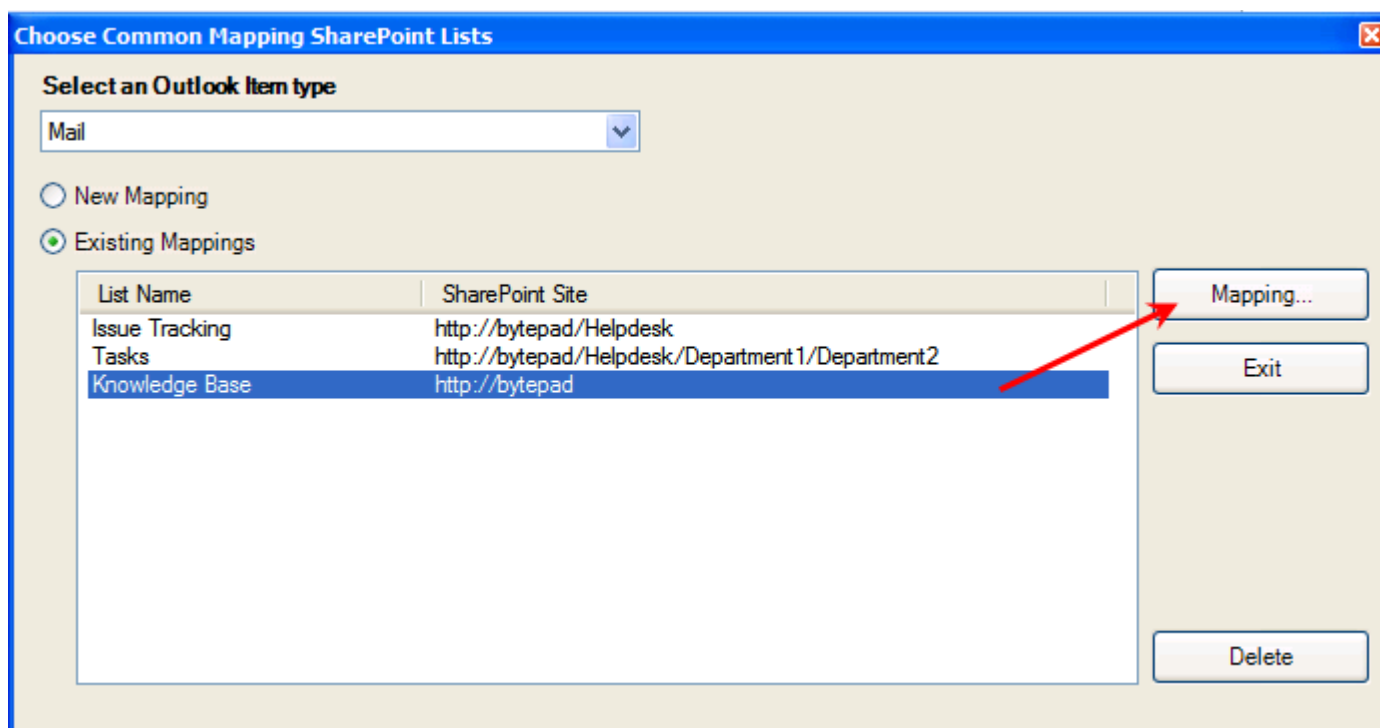 Choose Common Mapping SharePoint Lists
Select an Outlook Item type
Mail
New Mapping
Existing Mappings
List Name SharePoint Site
Issue Tracking http://bytepad/Helpdesk
Tasks http://bytepad/Helpdesk/Department1/Department2
Knowledge Base http://bytepad
Mapping...
Exit
Delete